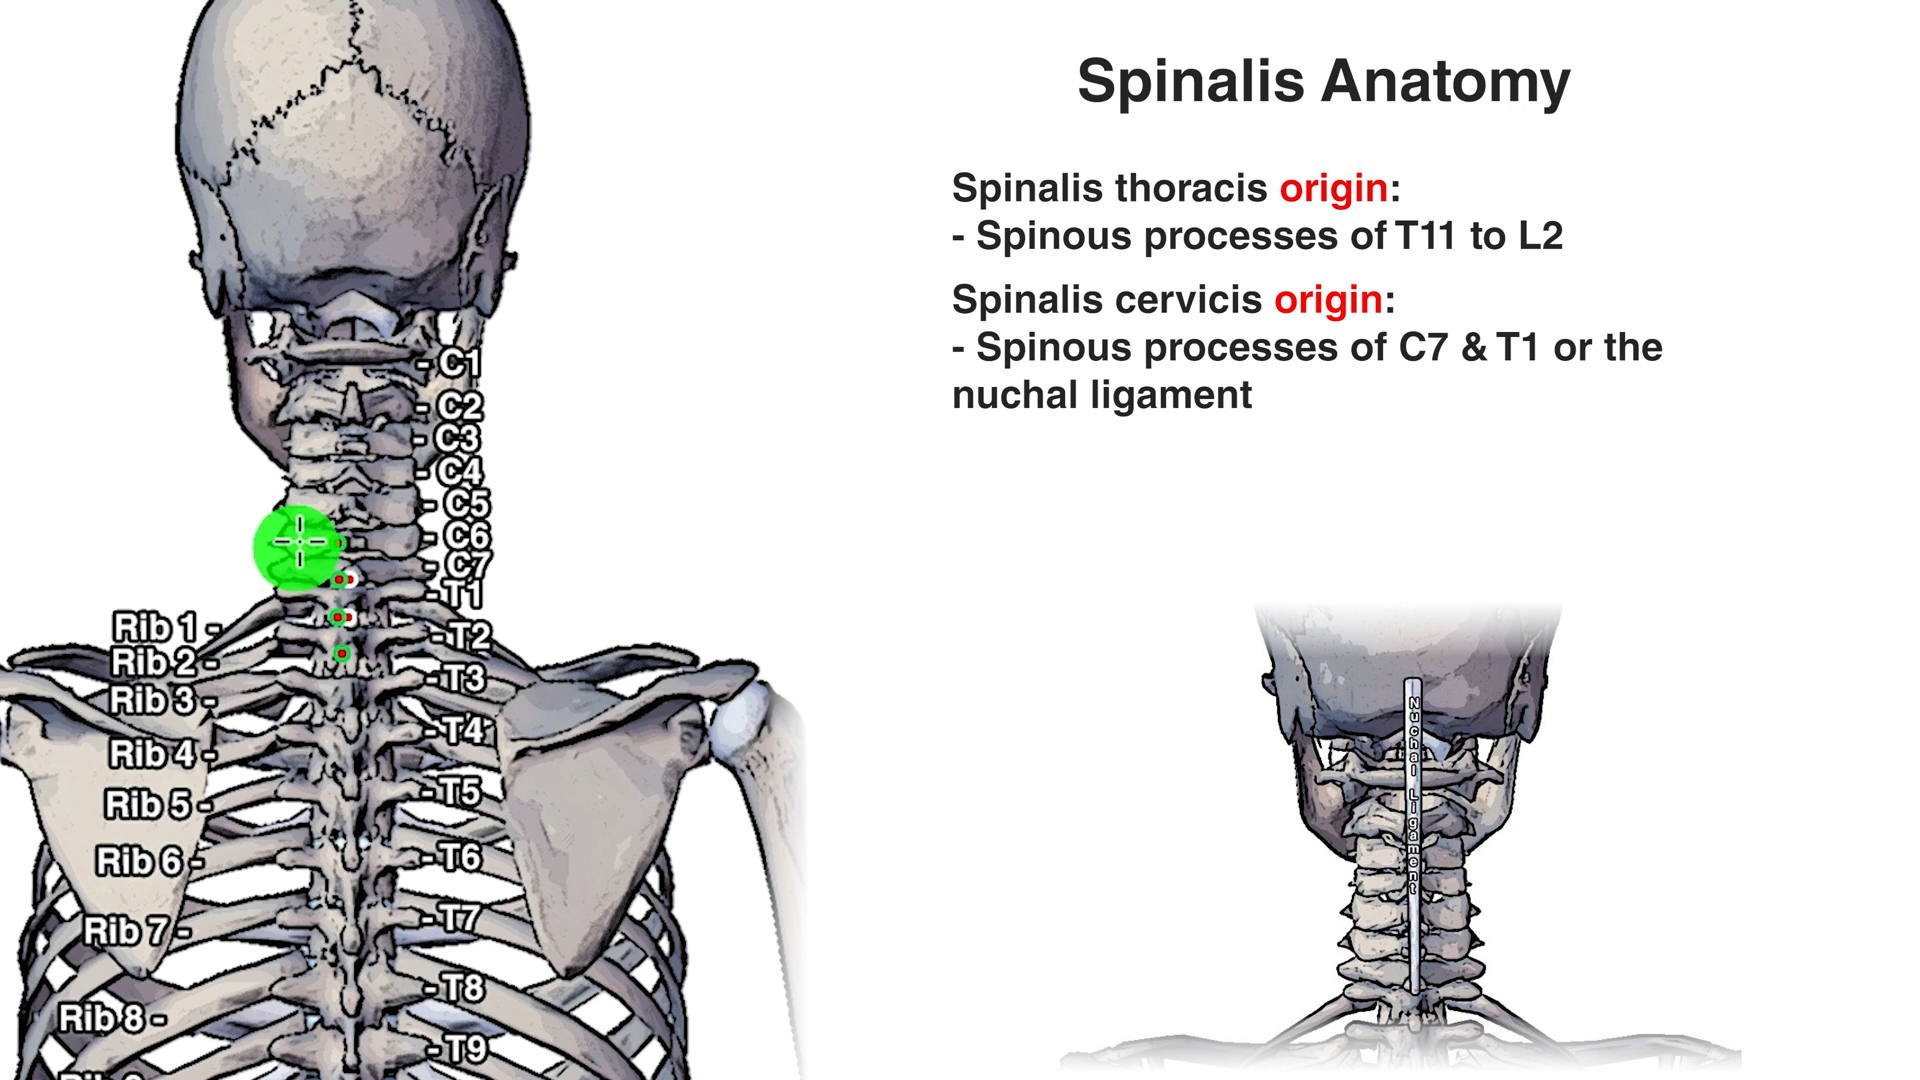 Spinalis Anatomy
Spinalis thoracis origin:
- Spinous processes of T11 to L2
Spinalis cervicis origin:
- Spinous processes of C7 & T1 or the
nuchal ligament
- C1
- C2
- C3
- C4
- C5
- C6
- C7
- T1
- T2
- T3
- T4
- T5
- T6
- T7
- T8
- T9
Rib 1 -
Rib 2 -
Rib 3 -
Rib 4 -
Rib 5 -
Rib 6 -
Rib 7 -
Rib 8 -
Nuchal Ligament